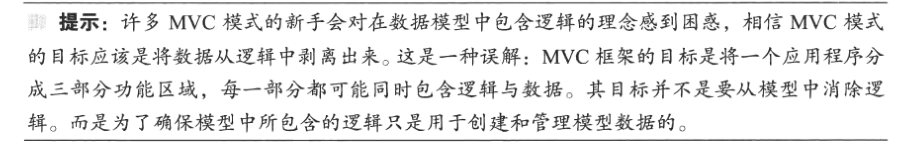 提示：许多 MVC 模式的新手会对在数据模型中包含逻辑的理念感到困惑，相信 MVC 模式
的目标应该是将数据从逻辑中剥离出来。这是一种误解：MVC 框架的目标是将一个应用程序分
成三部分功能区域，每一部分都可能同时包含逻辑与数据。其目标并不是要从模型中消除逻
辑。而是为了确保模型中所包含的逻辑只是用于创建和管理模型数据的。